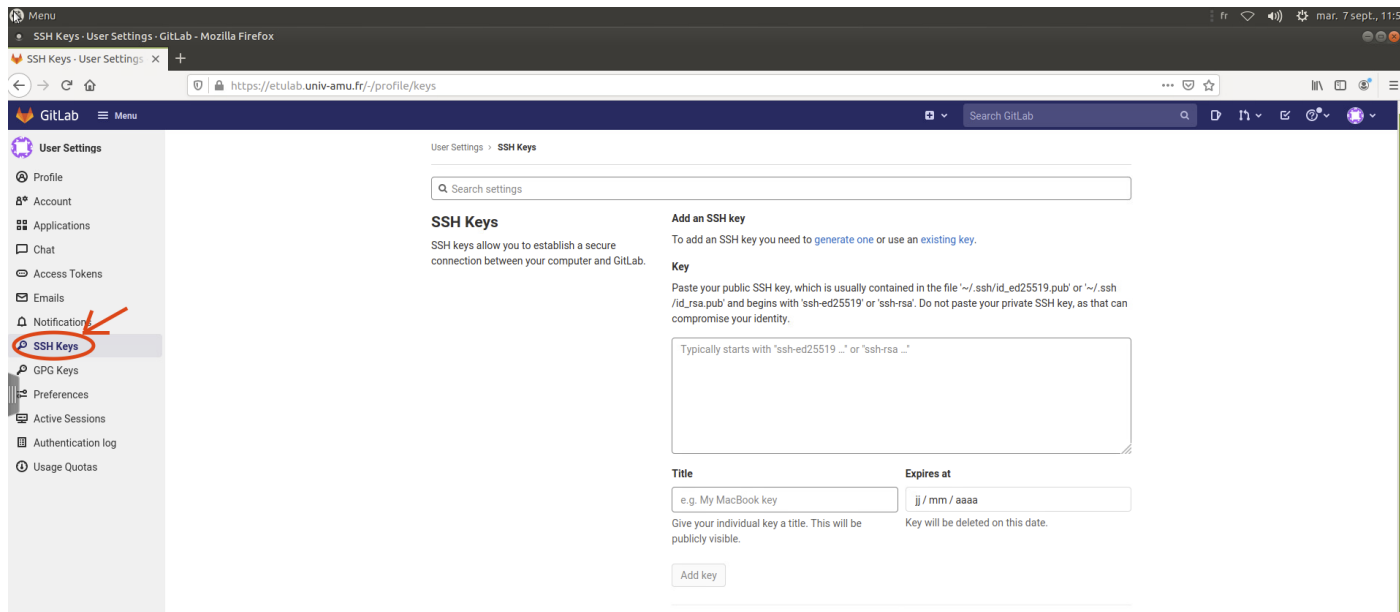 Menu
fr
mar. 7 sept., 11:5
SSH Keys · User Settings · GitLab - Mozilla Firefox
SSH Keys · User Settings
https://etulab.univ-amu.fr/-/profile/keys
GitLab
Menu
Search GitLab
User Settings
Profile
Account
Applications
Chat
Access Tokens
Emails
Notifications
SSH Keys
GPG Keys
Preferences
Active Sessions
Authentication log
Usage Quotas
User Settings > SSH Keys
Search settings
SSH Keys
SSH keys allow you to establish a secure
connection between your computer and GitLab.
Add an SSH key
To add an SSH key you need to generate one or use an existing key.
Key
Paste your public SSH key, which is usually contained in the file '~/.ssh/id_ed25519.pub' or '~/.ssh
/id_rsa.pub' and begins with 'ssh-ed25519' or 'ssh-rsa'. Do not paste your private SSH key, as that can
compromise your identity.
Typically starts with "ssh-ed25519 …" or "ssh-rsa …"
Title
Expires at
e.g. My MacBook key
jj / mm / aaaa
Give your individual key a title. This will be
publicly visible.
Key will be deleted on this date.
Add key